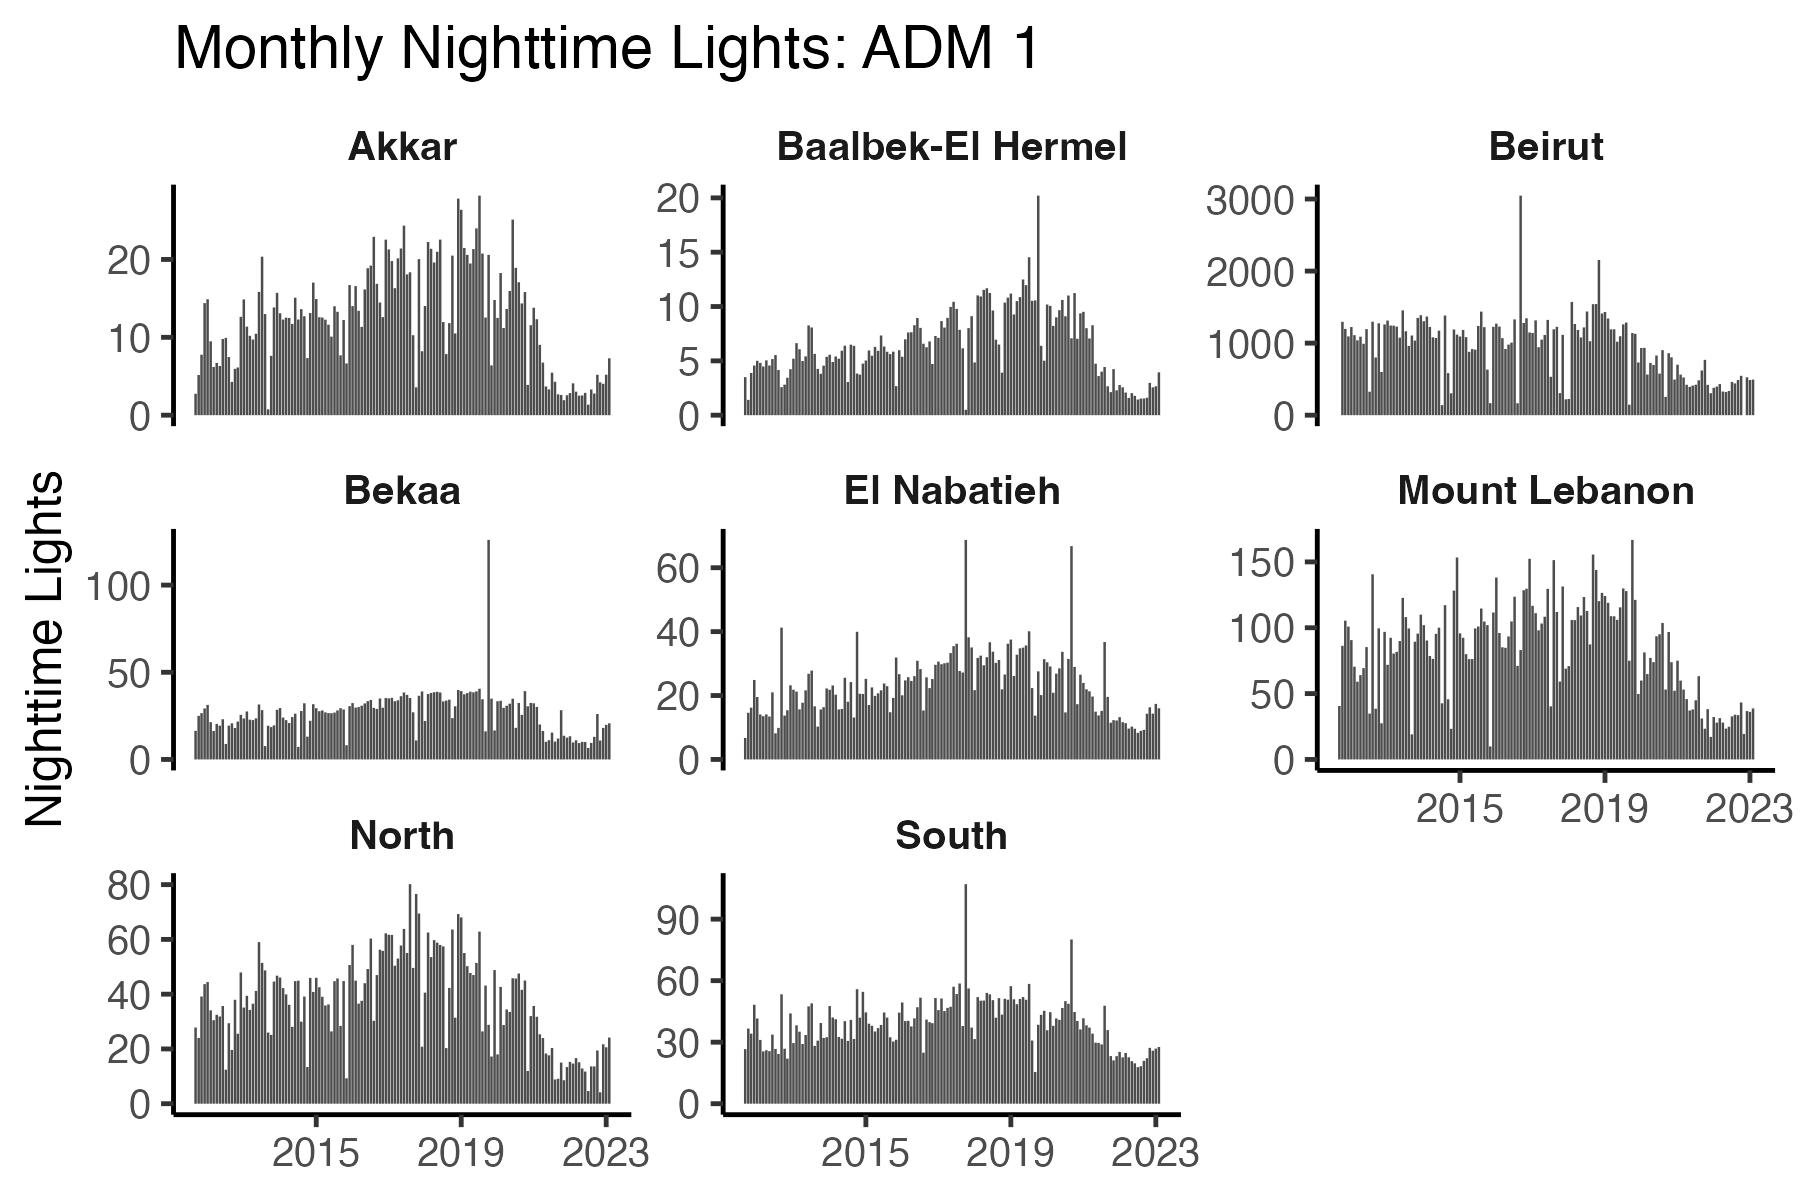 Monthly Nighttime Lights: ADM 1
Nighttime Lights
Akkar
20
10
0
Baalbek-El Hermel
20
15
10
5
0
Beirut
3000
2000
1000
0
Bekaa
100
50
0
El Nabatieh
60
40
20
0
Mount Lebanon
150
100
50
0
2015 2019 2023
North
80
60
40
20
0
2015 2019 2023
South
90
60
30
0
2015 2019 2023